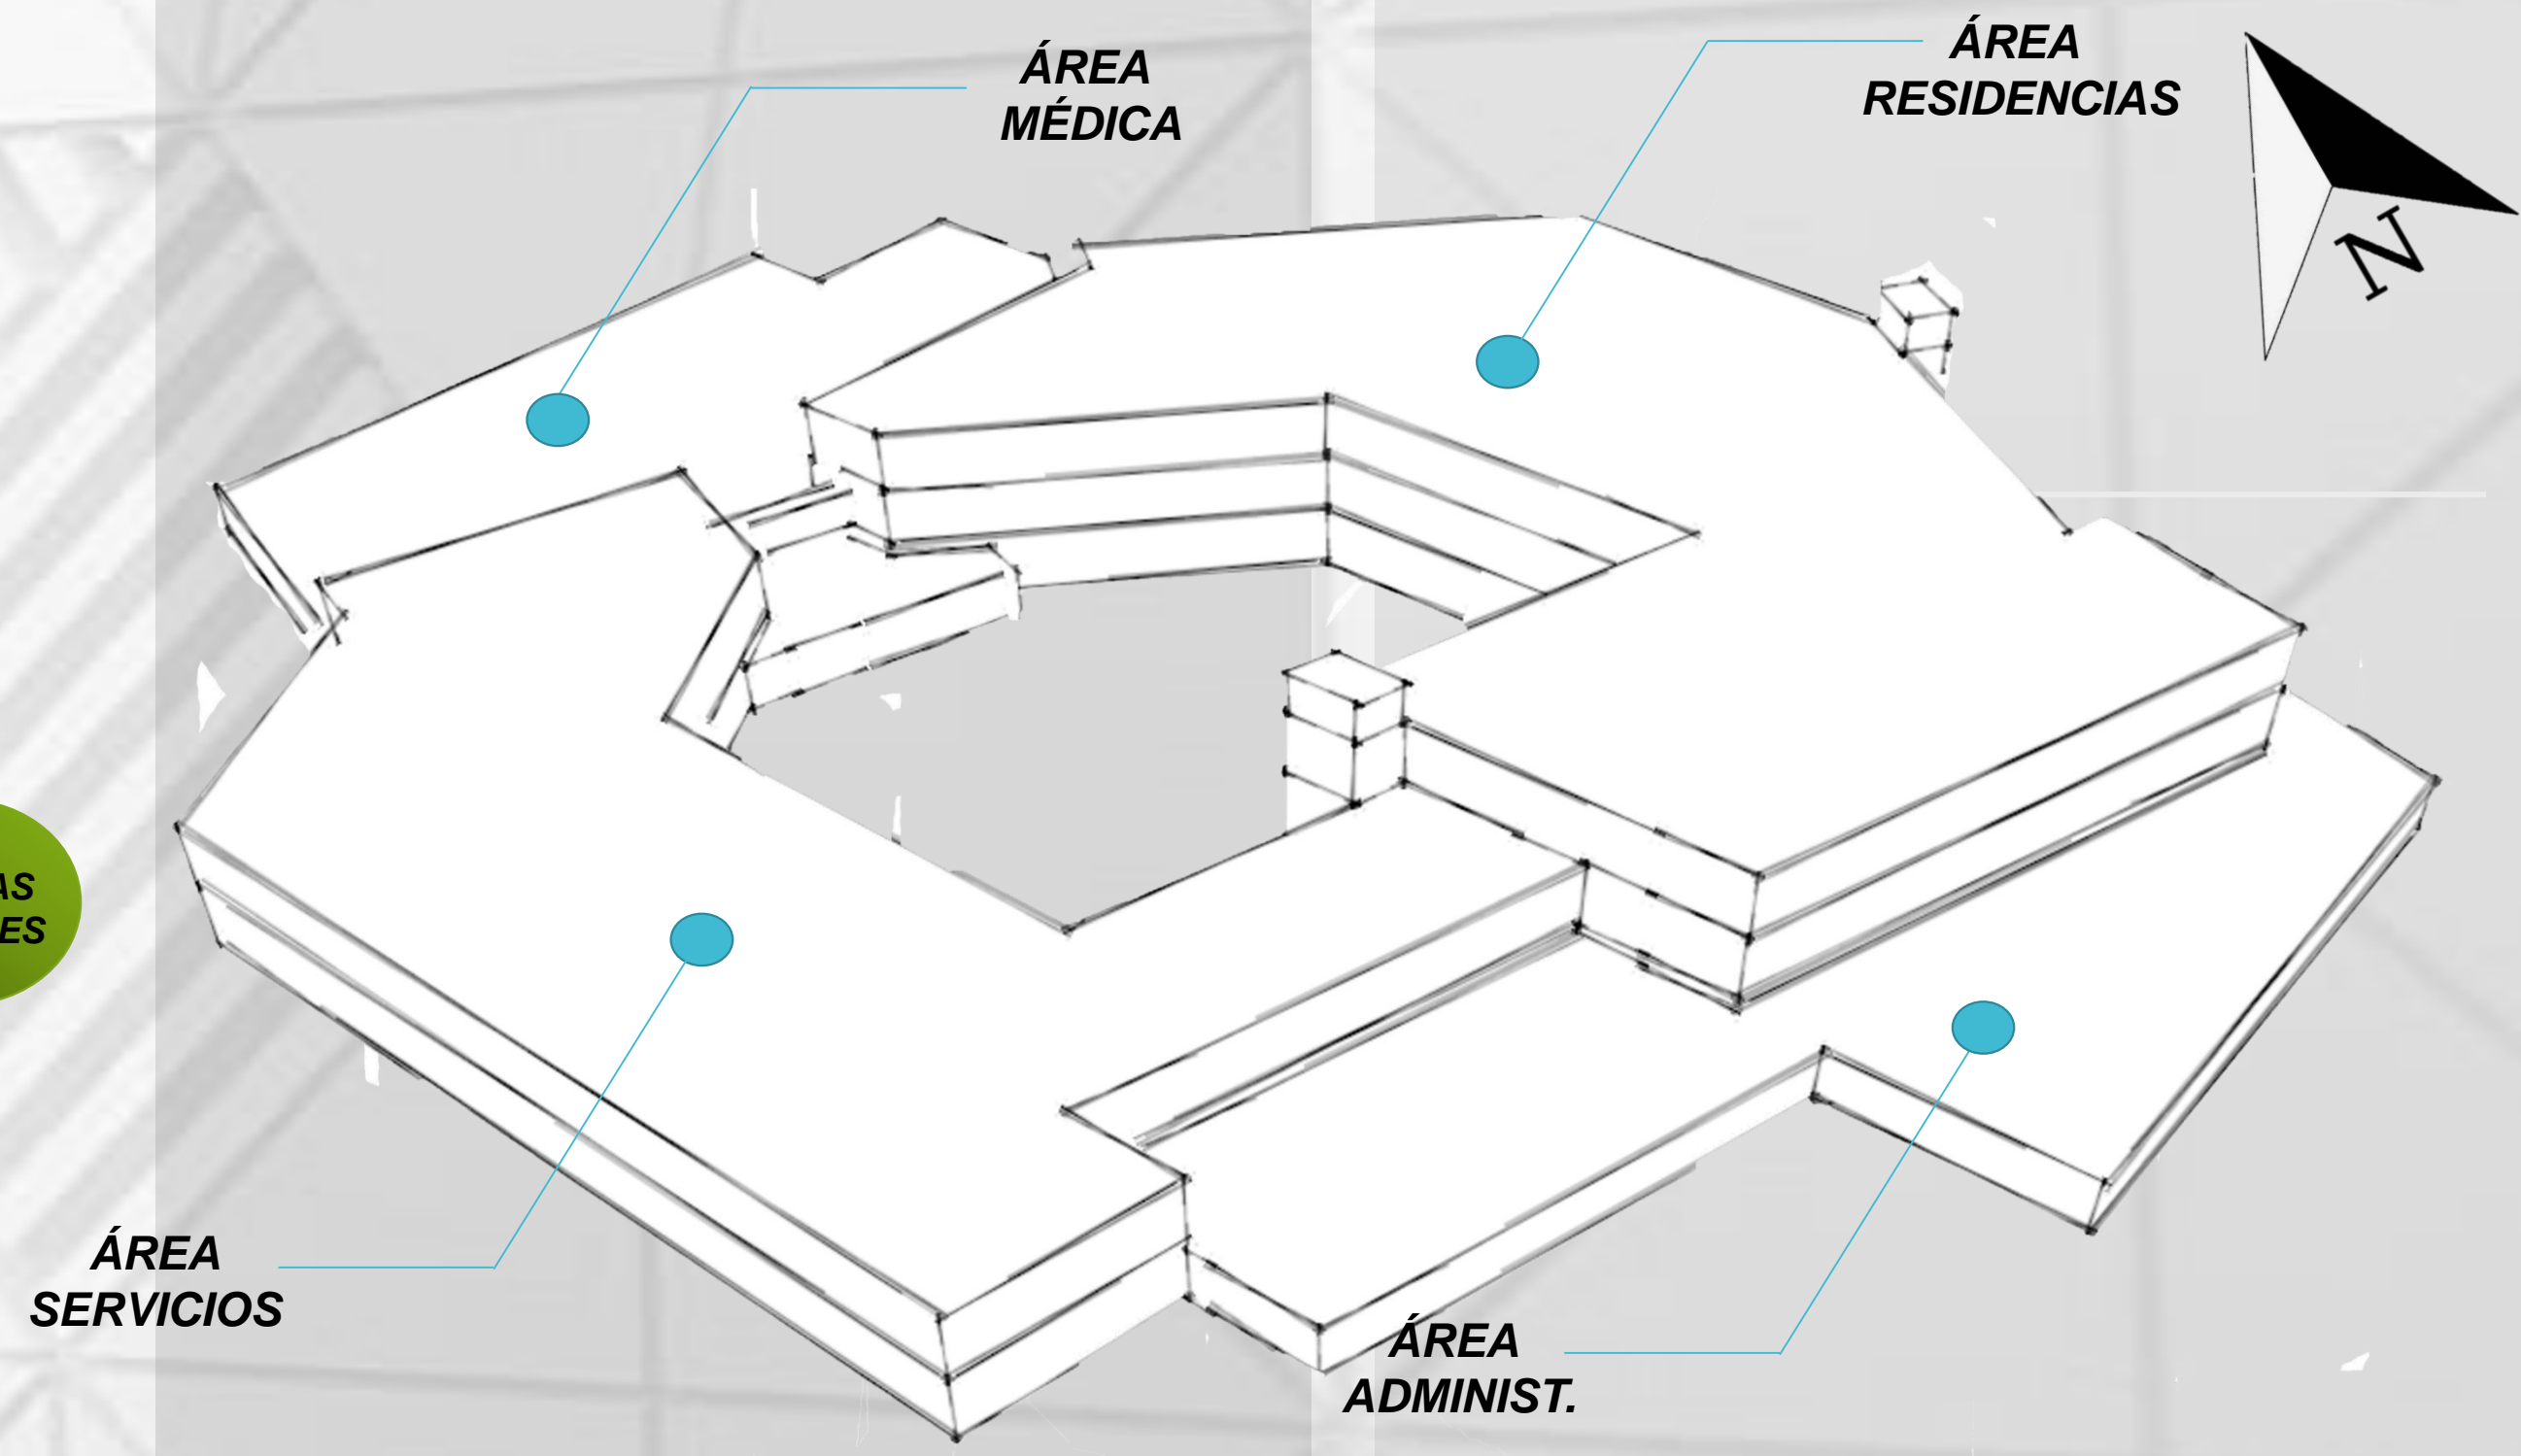 ÁREA
MÉDICA
ÁREA
RESIDENCIAS
N
ÁREA
SERVICIOS
ÁREA
ADMINIST.